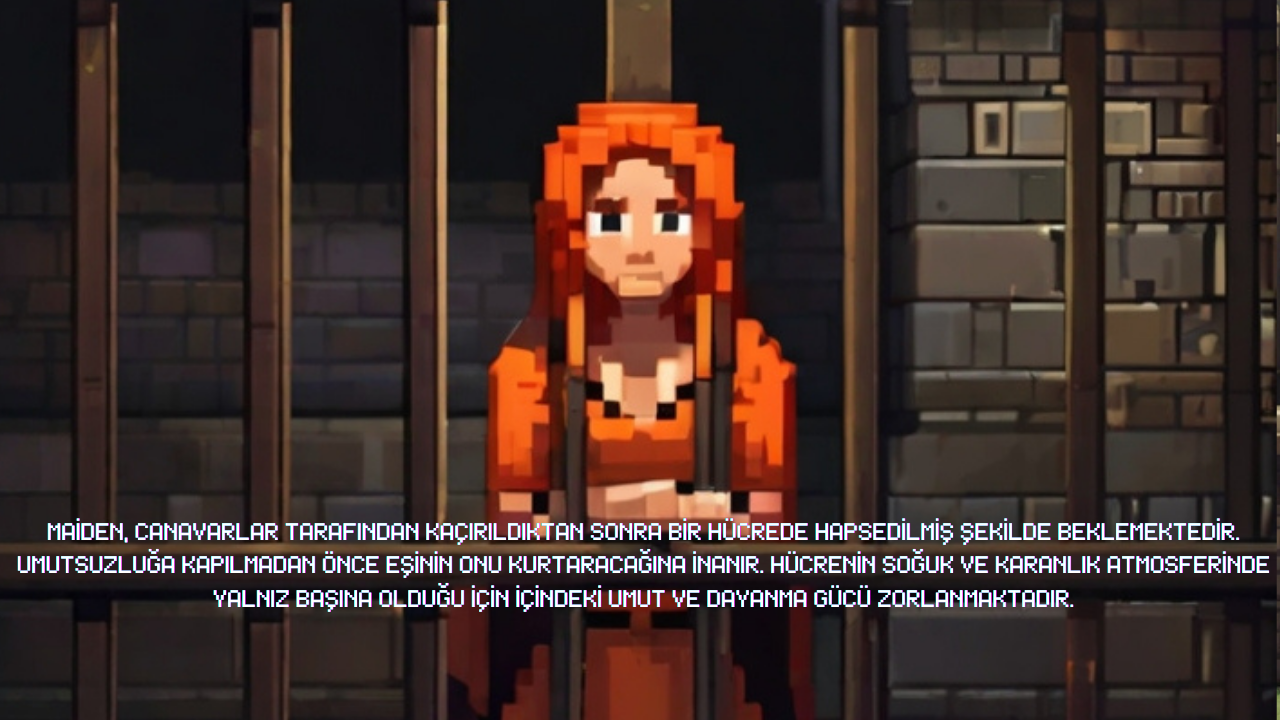 MAİDEN, CANAVARLAR TARAFINDAN KAÇIRILDIKTAN SONRA BİR HÜCREDE HAPSEDİLMİŞ ŞEKİLDE BEKLEMEKTEDİR.
UMUTSUZLUĞA KAPILMADAN ÖNCE EŞİNİN ONU KURTARACAĞINA İNANIR. HÜCRENİN SOĞUK VE KARANLIK ATMOSFERİNDE
YALNIZ BAŞINA OLDUĞU İÇİN İÇİNDEKİ UMUT VE DAYANMA GÜCÜ ZORLANMAKTADIR.